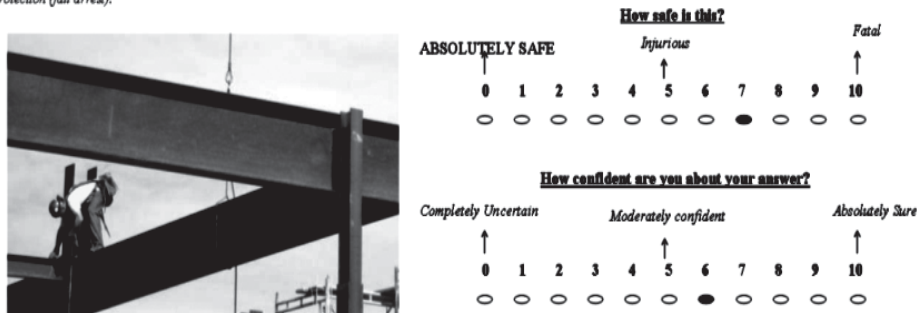 protection (fall arrest).
How safe is this?
Fatal
Injurious
ABSOLUTELY SAFE
0 1 2 3 4 5 6 7 8 9 10
How confident are you about your answer?
Completely Uncertain Moderately confident Absolutely Sure
0 1 2 3 4 5 6 7 8 9 10